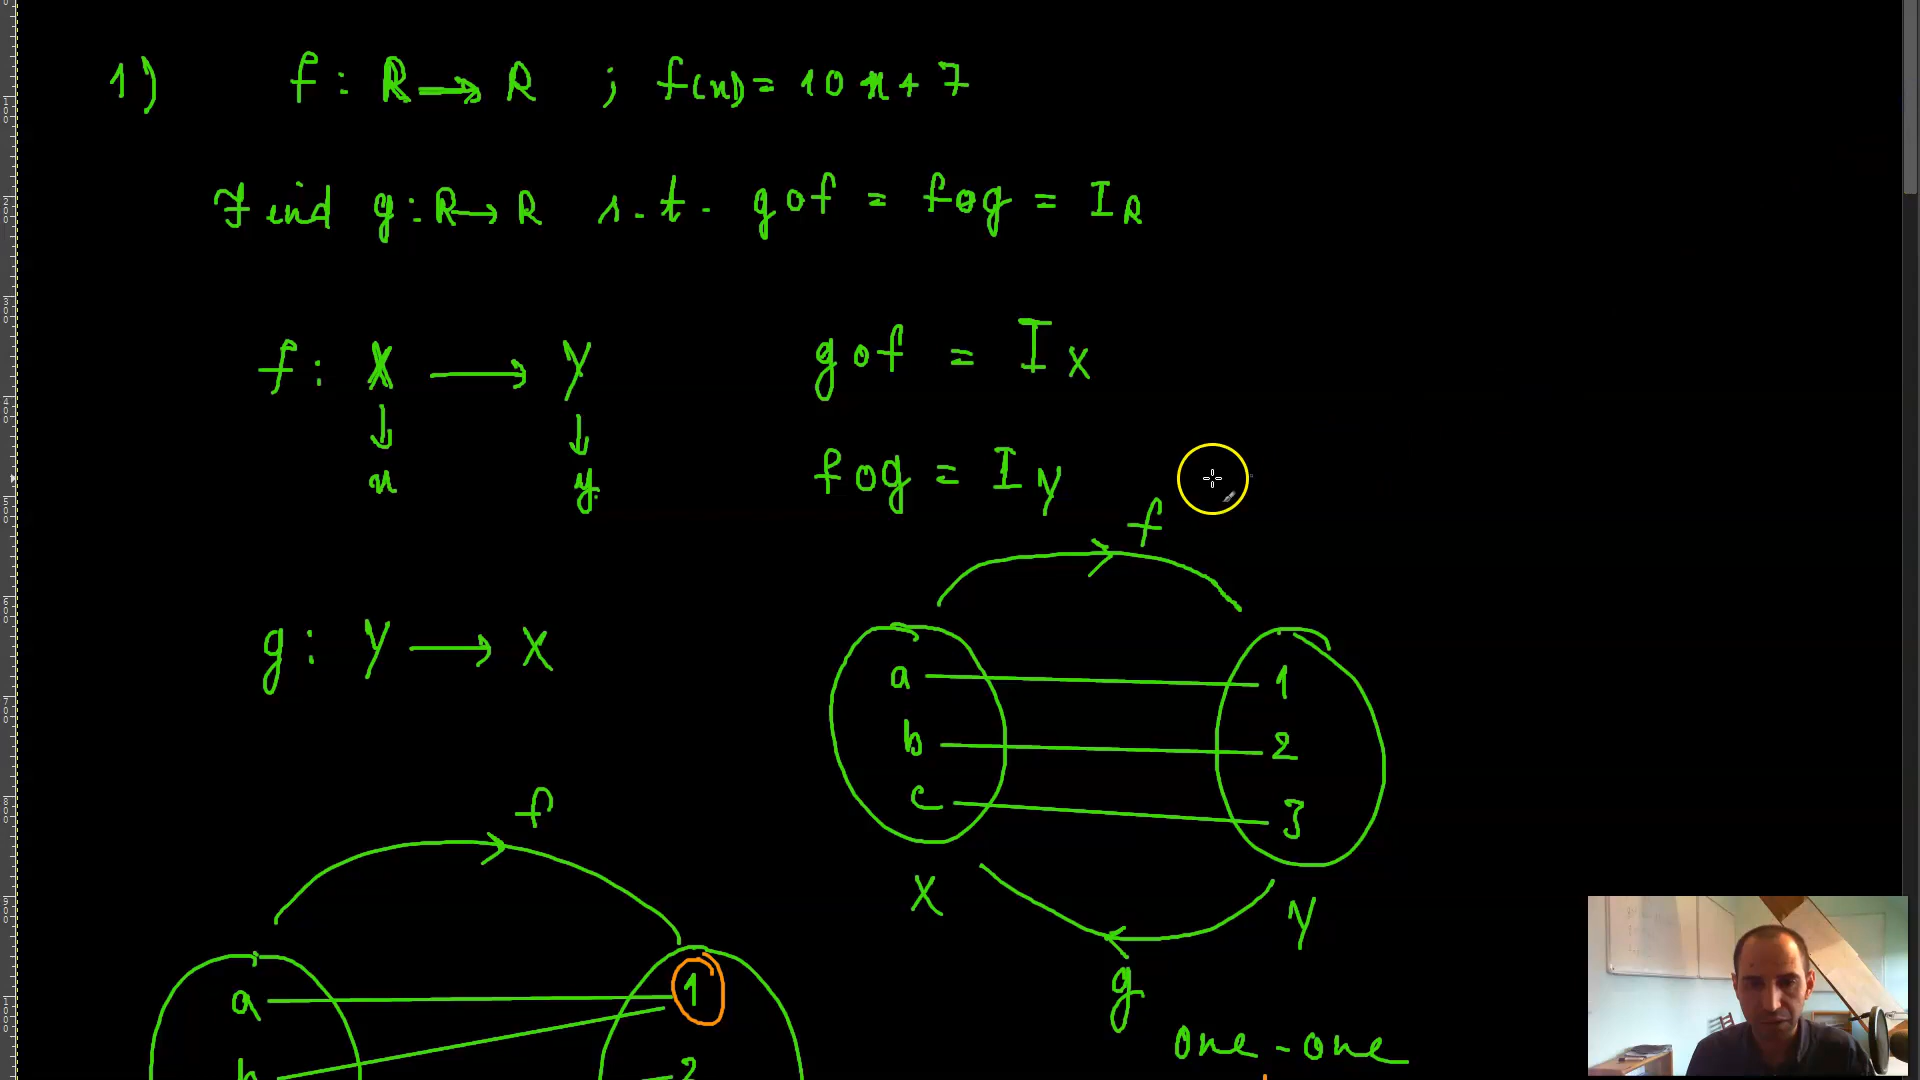 1) f : R → R ; f(x) = 10x + 7
Find g : R → R s.t. gof = fog = I_R
f : X → Y
x y
gof = I_X
fog = I_Y
g : Y → X
f
a 1
b 2
c 3
X Y
g
one-one
f
a 1
b 2